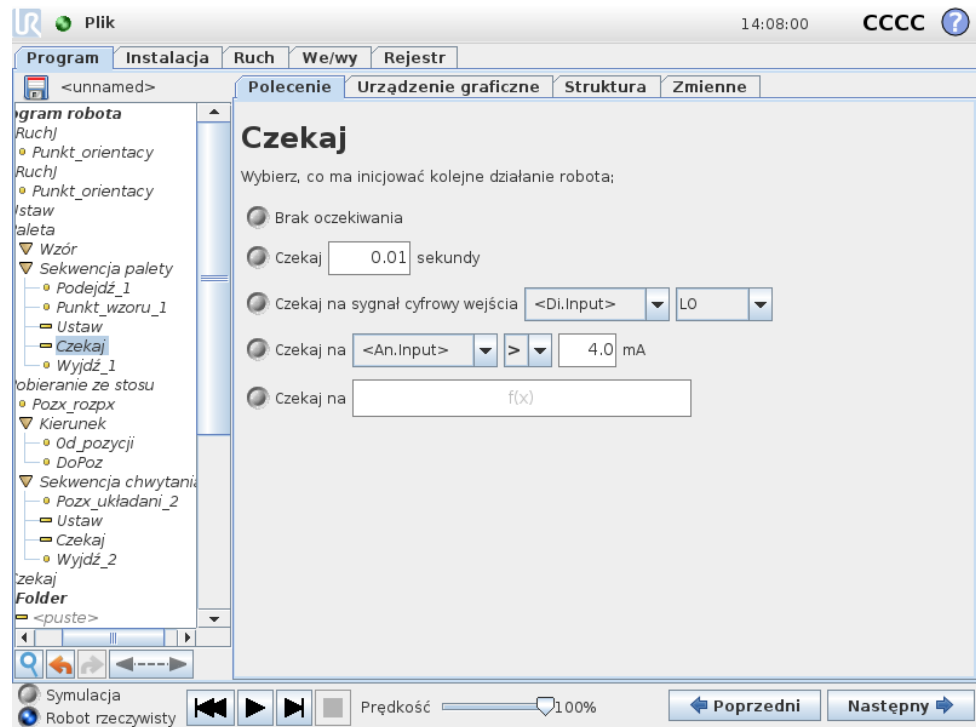 UR Plik 14:08:00 CCCC ?
Program Instalacja Ruch We/wy Rejestr
<unnamed>
Polecenie Urządzenie graficzne Struktura Zmienne
ogram robota
RuchJ
Punkt_orientacy
RuchJ
Punkt_orientacy
Ustaw
Paleta
Wzór
Sekwencja palety
Podejdź_1
Punkt_wzoru_1
Ustaw
Czekaj
Wyjdź_1
Pobieranie ze stosu
Pozx_rozpx
Kierunek
Od_pozycji
DoPoz
Sekwencja chwytania
Pozx_układani_2
Ustaw
Czekaj
Wyjdź_2
Czekaj
Folder
<puste>
Czekaj
Wybierz, co ma inicjować kolejne działanie robota;
Brak oczekiwania
Czekaj 0.01 sekundy
Czekaj na sygnał cyfrowy wejścia <Di.Input> LO
Czekaj na <An.Input> > 4.0 mA
Czekaj na f(x)
Symulacja
Robot rzeczywisty
Prędkość 100%
Poprzedni Następny